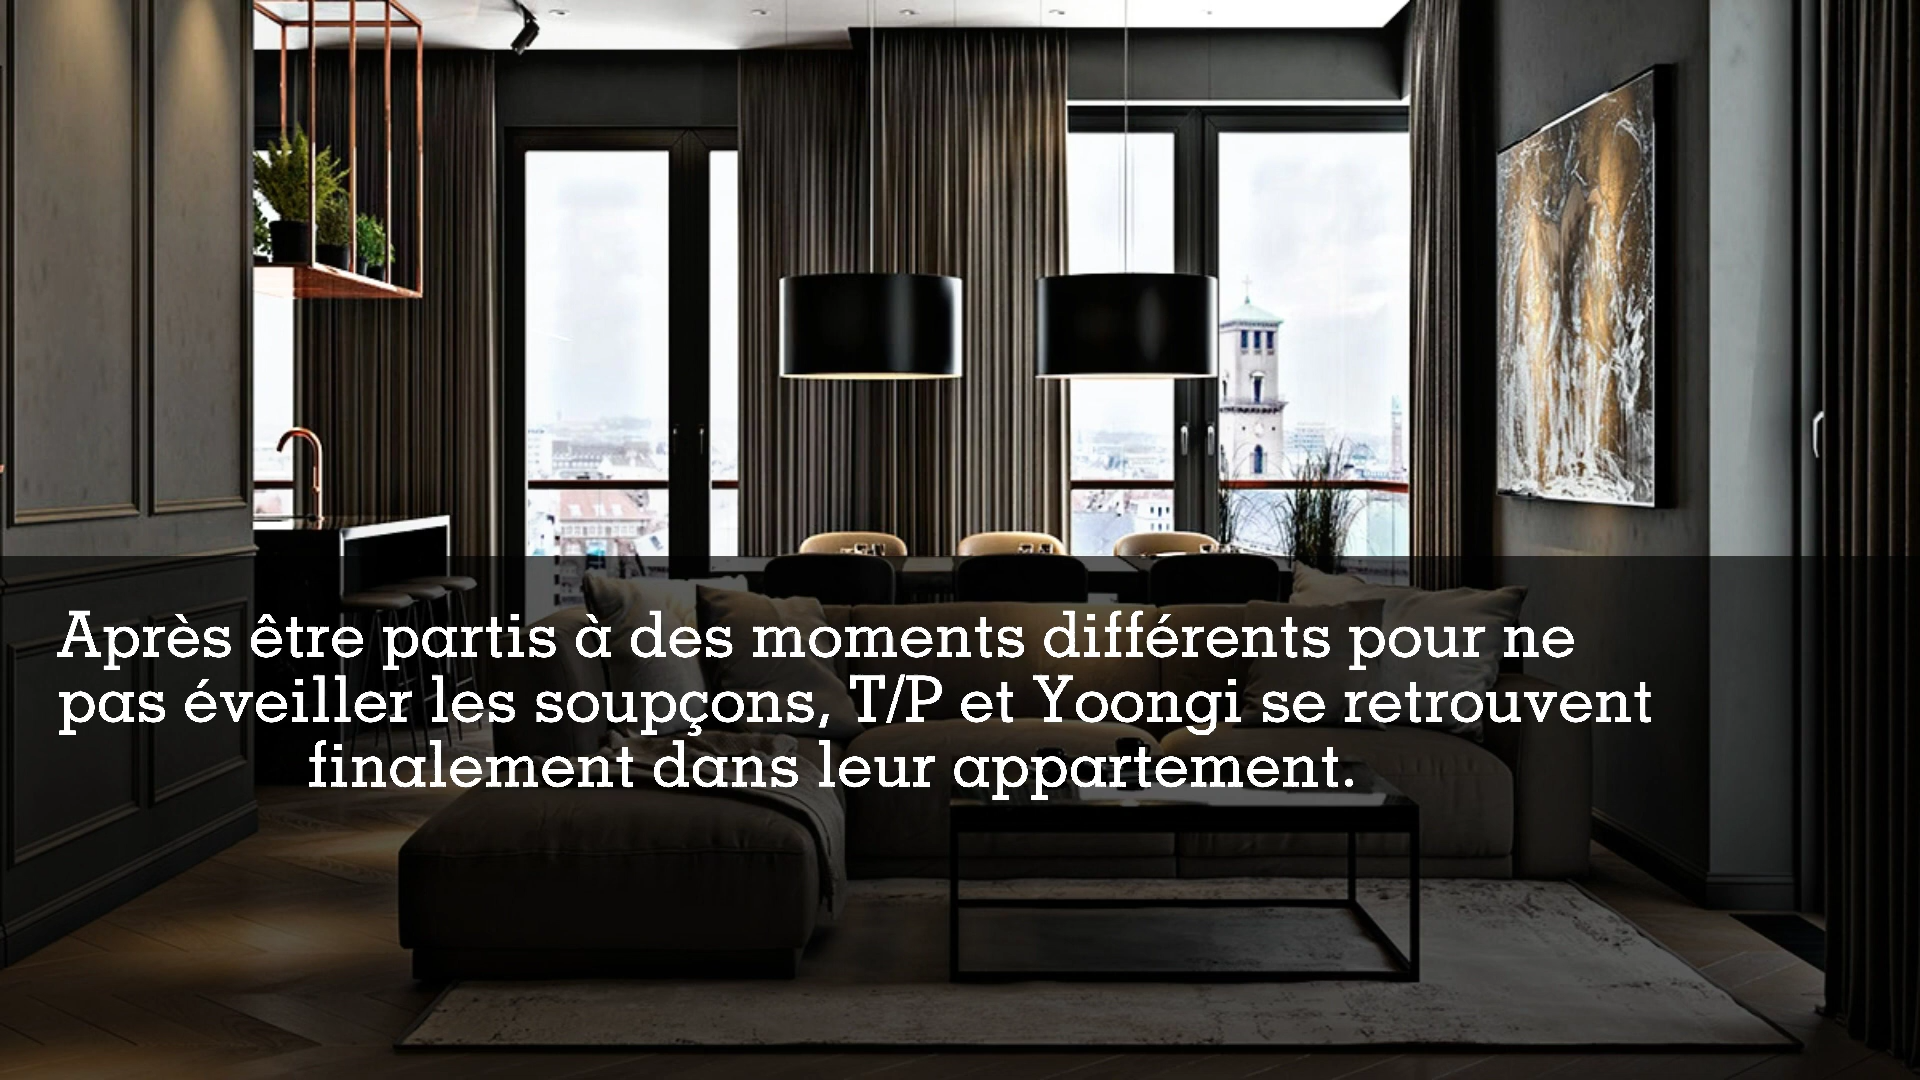 Après être partis à des moments différents pour ne
pas éveiller les soupçons, T/P et Yoongi se retrouvent
finalement dans leur appartement.